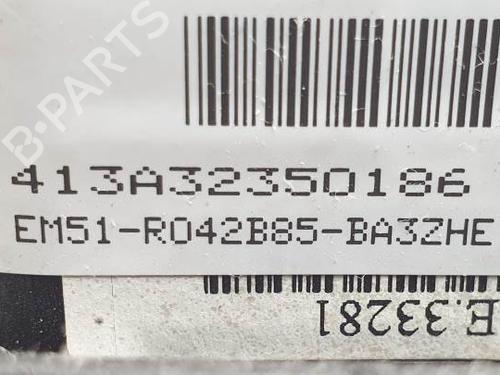 B-PARTS
413A32350186
EM51-R042B85-BA3ZHE
E.33281